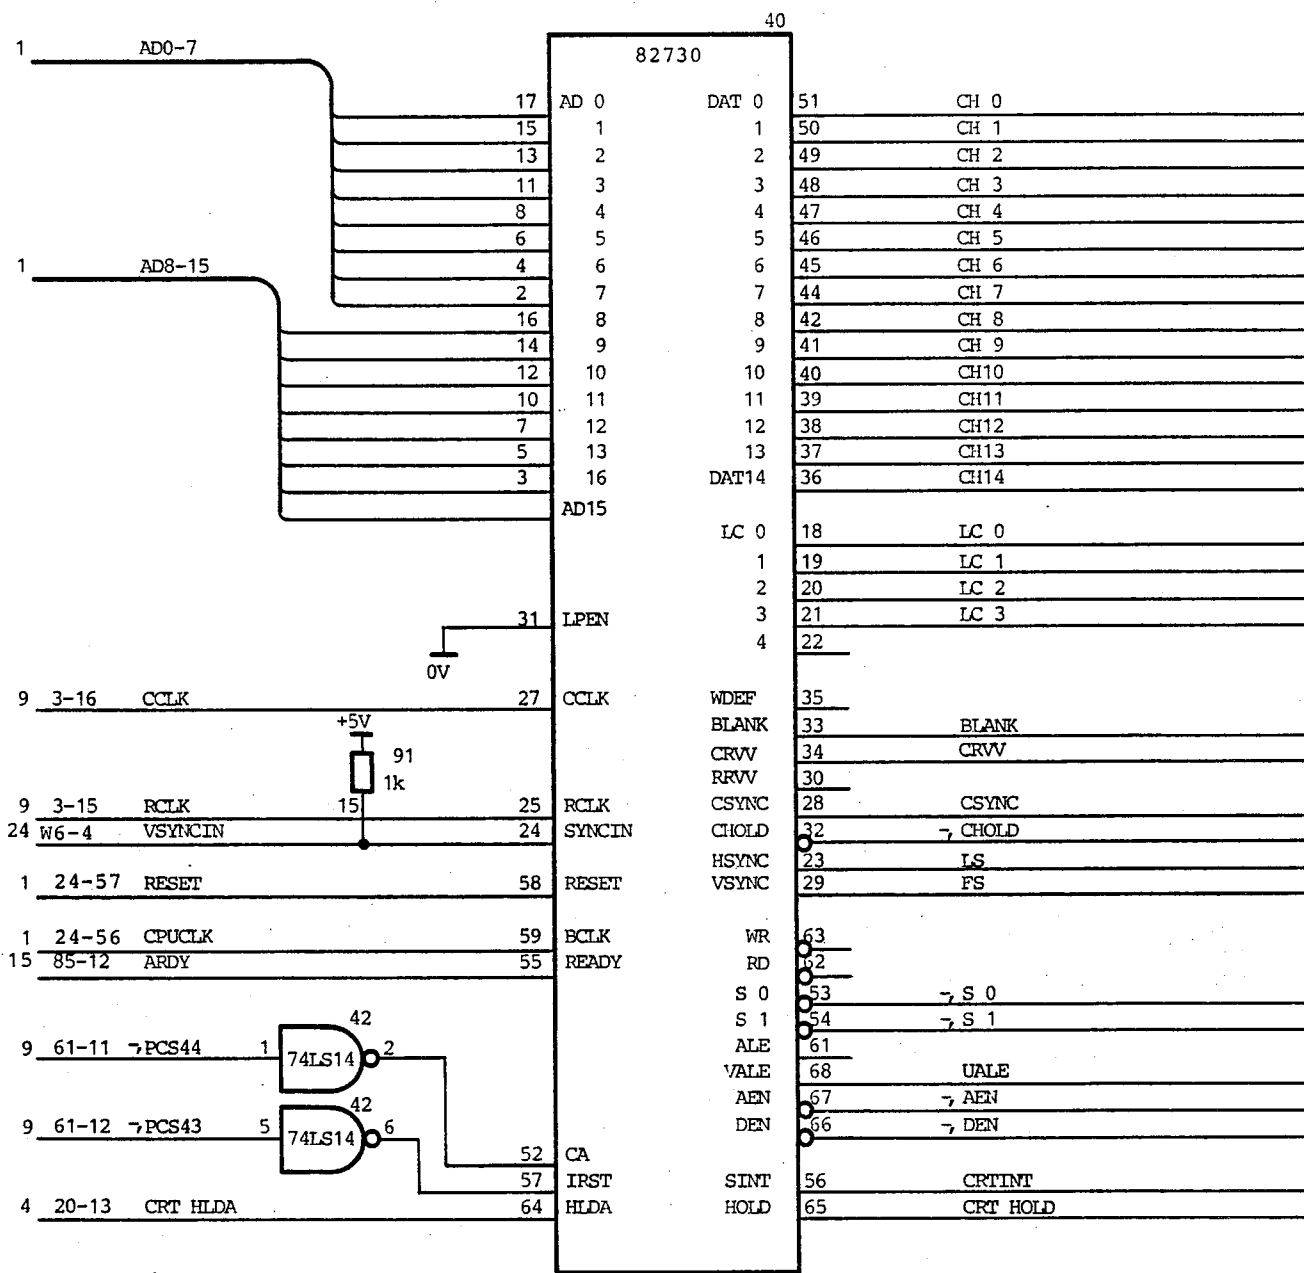 40
82730
1 AD0-7
17 AD 0 DAT 0 51 CH 0
15 1 1 50 CH 1
13 2 2 49 CH 2
11 3 3 48 CH 3
8 4 4 47 CH 4
6 5 5 46 CH 5
1 AD8-15 4 6 6 45 CH 6
2 7 7 44 CH 7
16 8 8 42 CH 8
14 9 9 41 CH 9
12 10 10 40 CH10
10 11 11 39 CH11
7 12 12 38 CH12
5 13 13 37 CH13
3 16 DAT14 36 CH14
AD15
LC 0 18 LC 0
1 19 LC 1
2 20 LC 2
31 LPEN 3 21 LC 3
4 22
0V
9 3-16 CCLK 27 CCLK WDEF 35
+5V BLANK 33 BLANK
91 CRVV 34 CRVV
1k RRVV 30
9 3-15 RCLK 15 25 RCLK CSYNC 28 CSYNC
24 W6-4 VSYNCIN 24 SYNCIN CHOLD 32 ¬, CHOLD
HSYNC 23 LS
1 24-57 RESET 58 RESET VSYNC 29 FS
1 24-56 CPUCLK 59 BCLK WR 63
15 85-12 ARDY 55 READY RD 62
S 0 53 ¬, S 0
42 S 1 54 ¬, S 1
9 61-11 ¬,PCS44 1 74LS14 2 ALE 61
VALE 68 UALE
42 AEN 67 ¬, AEN
9 61-12 ¬,PCS43 5 74LS14 6 DEN 66 ¬, DEN
52 CA
57 IRST SINT 56 CRTINT
4 20-13 CRT HLDA 64 HLDA HOLD 65 CRT HOLD